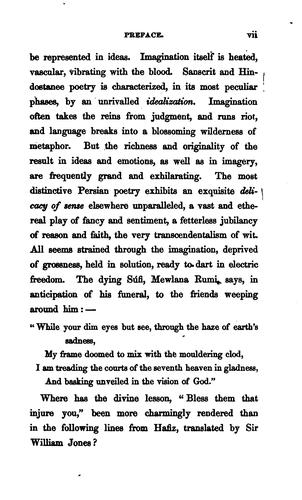 PREFACE. vii
be represented in ideas. Imagination itself is heated,
vascular, vibrating with the blood. Sanscrit and Hin-
dostanee poetry is characterized, in its most peculiar
phases, by an unrivalled idealization. Imagination
often takes the reins from judgment, and runs riot,
and language breaks into a blossoming wilderness of
metaphor. But the richness and originality of the
result in ideas and emotions, as well as in imagery,
are frequently grand and exhilarating. The most
distinctive Persian poetry exhibits an exquisite deli-
cacy of sense elsewhere unparalleled, a vast and ethe-
real play of fancy and sentiment, a fetterless jubilancy
of reason and faith, the very transcendentalism of wit.
All seems strained through the imagination, deprived
of grossness, held in solution, ready to dart in electric
freedom. The dying Súfi, Mewlana Rumi, says, in
anticipation of his funeral, to the friends weeping
around him: —
"While your dim eyes but see, through the haze of earth's
sadness,
My frame doomed to mix with the mouldering clod,
I am treading the courts of the seventh heaven in gladness,
And basking unveiled in the vision of God."
Where has the divine lesson, "Bless them that
injure you," been more charmingly rendered than
in the following lines from Hafiz, translated by Sir
William Jones?